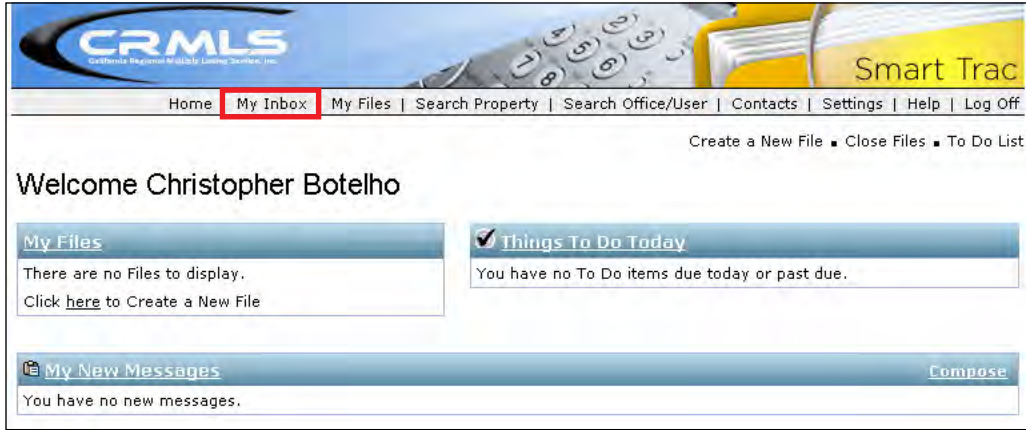 CRMLS
California Regional Multiple Listing Service, Inc.
Smart Trac
Home | My Inbox | My Files | Search Property | Search Office/User | Contacts | Settings | Help | Log Off
Create a New File ▪ Close Files ▪ To Do List
Welcome Christopher Botelho
My Files
There are no Files to display.
Click here to Create a New File
Things To Do Today
You have no To Do items due today or past due.
My New Messages
Compose
You have no new messages.